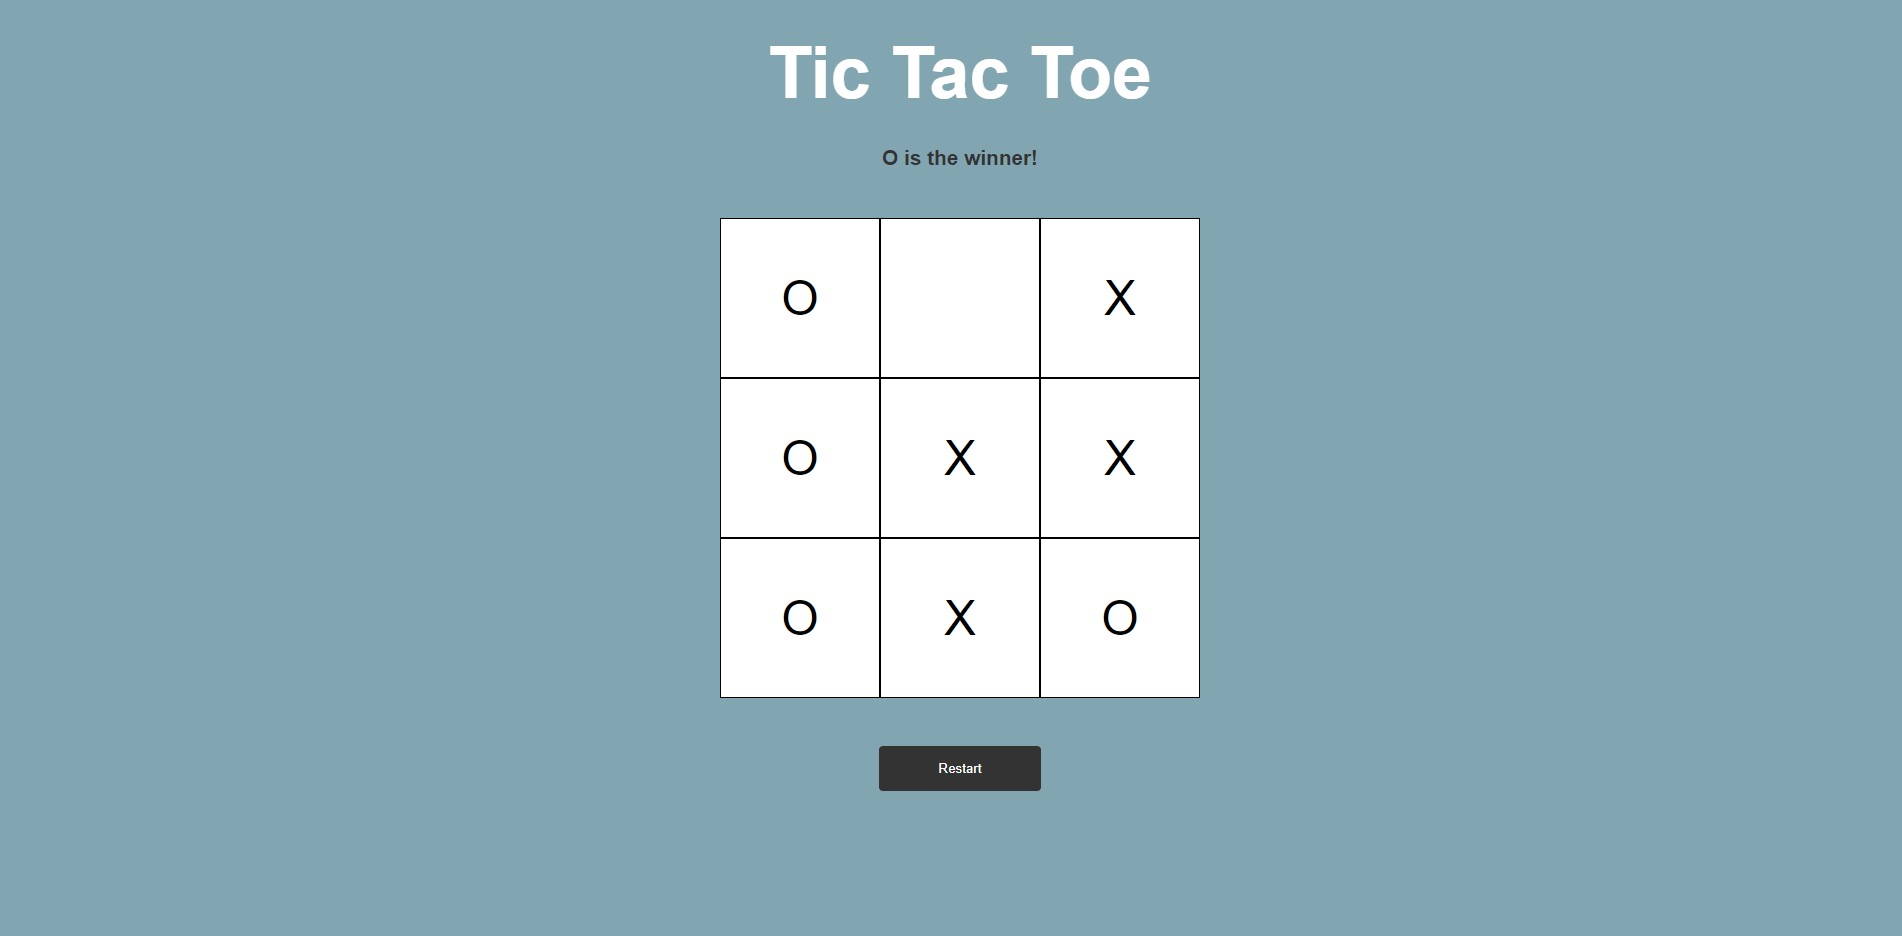 Tic Tac Toe
O is the winner!
O X
O X X
O X O
Restart